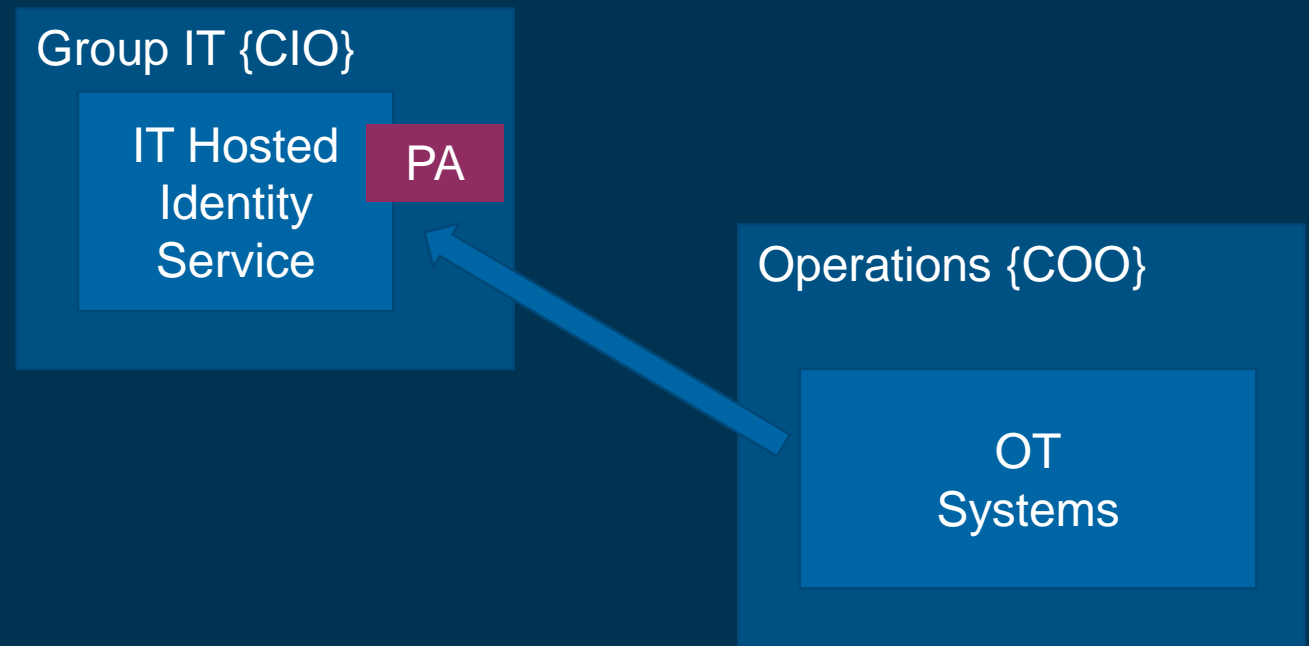 Group IT {CIO}
IT Hosted
Identity
Service
PA
Operations {COO}
OT
Systems